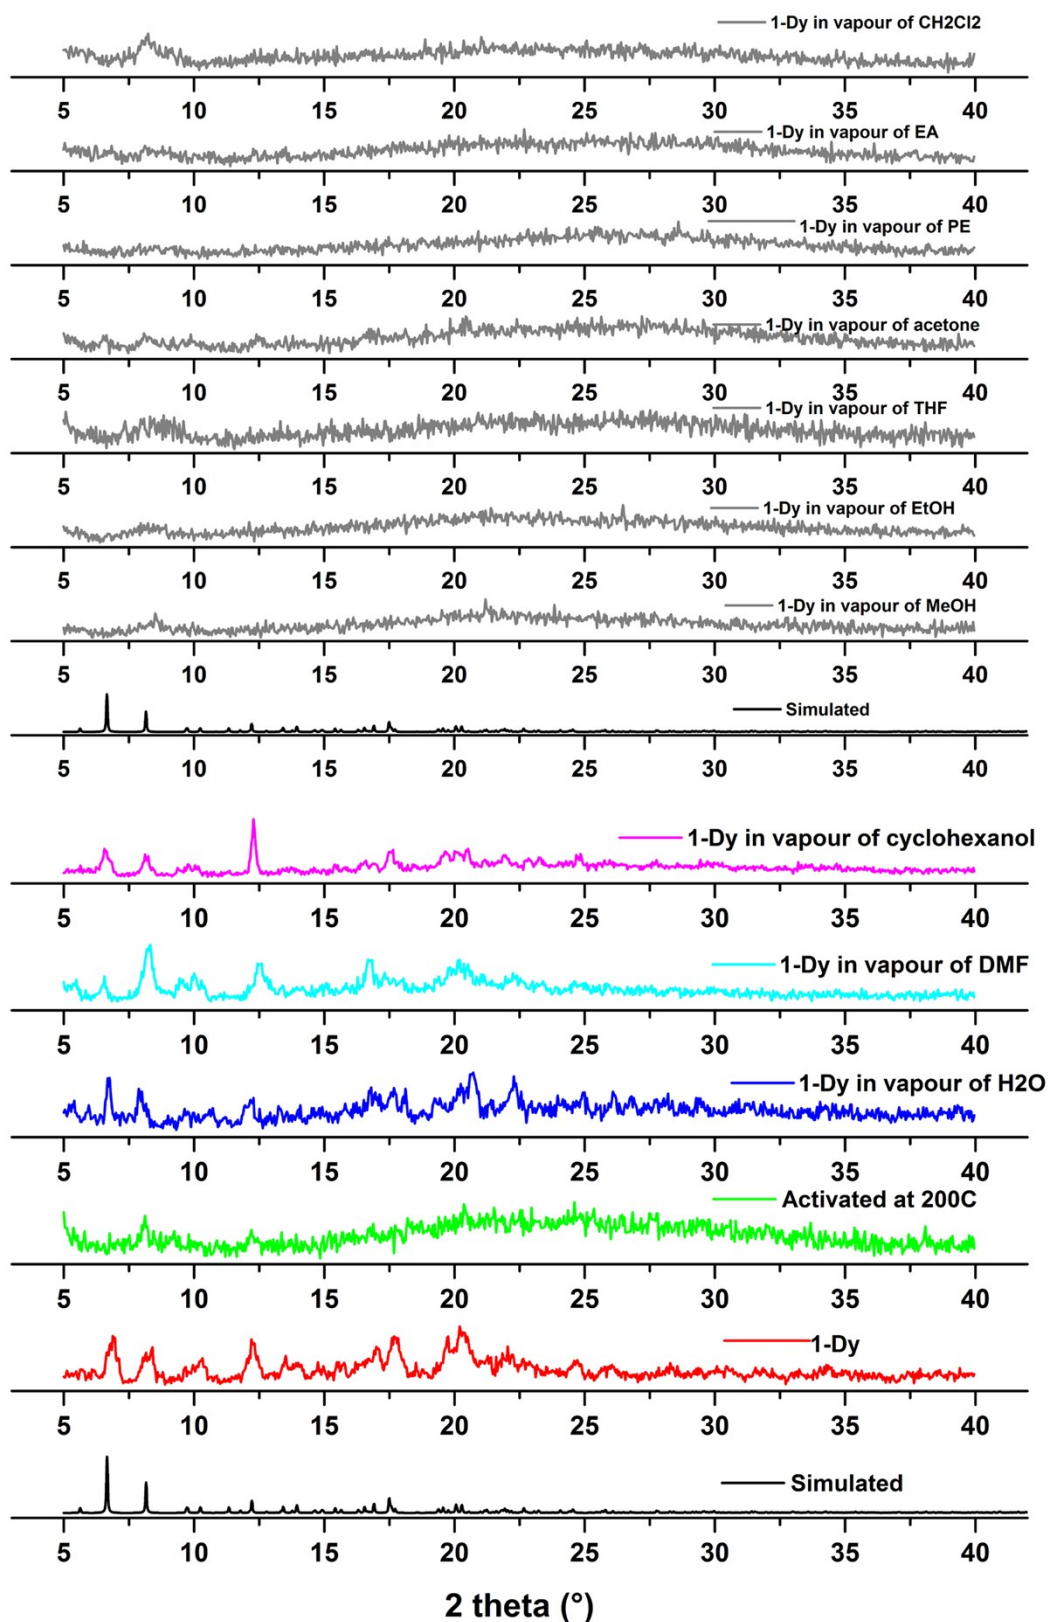 1-Dy in vapour of CH2Cl2
5 10 15 20 25 30 35 40
1-Dy in vapour of EA
5 10 15 20 25 30 35 40
1-Dy in vapour of PE
5 10 15 20 25 30 35 40
1-Dy in vapour of acetone
5 10 15 20 25 30 35 40
1-Dy in vapour of THF
5 10 15 20 25 30 35 40
1-Dy in vapour of EtOH
5 10 15 20 25 30 35 40
1-Dy in vapour of MeOH
5 10 15 20 25 30 35 40
Simulated
5 10 15 20 25 30 35 40
1-Dy in vapour of cyclohexanol
5 10 15 20 25 30 35 40
1-Dy in vapour of DMF
5 10 15 20 25 30 35 40
1-Dy in vapour of H2O
5 10 15 20 25 30 35 40
Activated at 200C
5 10 15 20 25 30 35 40
1-Dy
5 10 15 20 25 30 35 40
Simulated
5 10 15 20 25 30 35 40
2 theta (°)